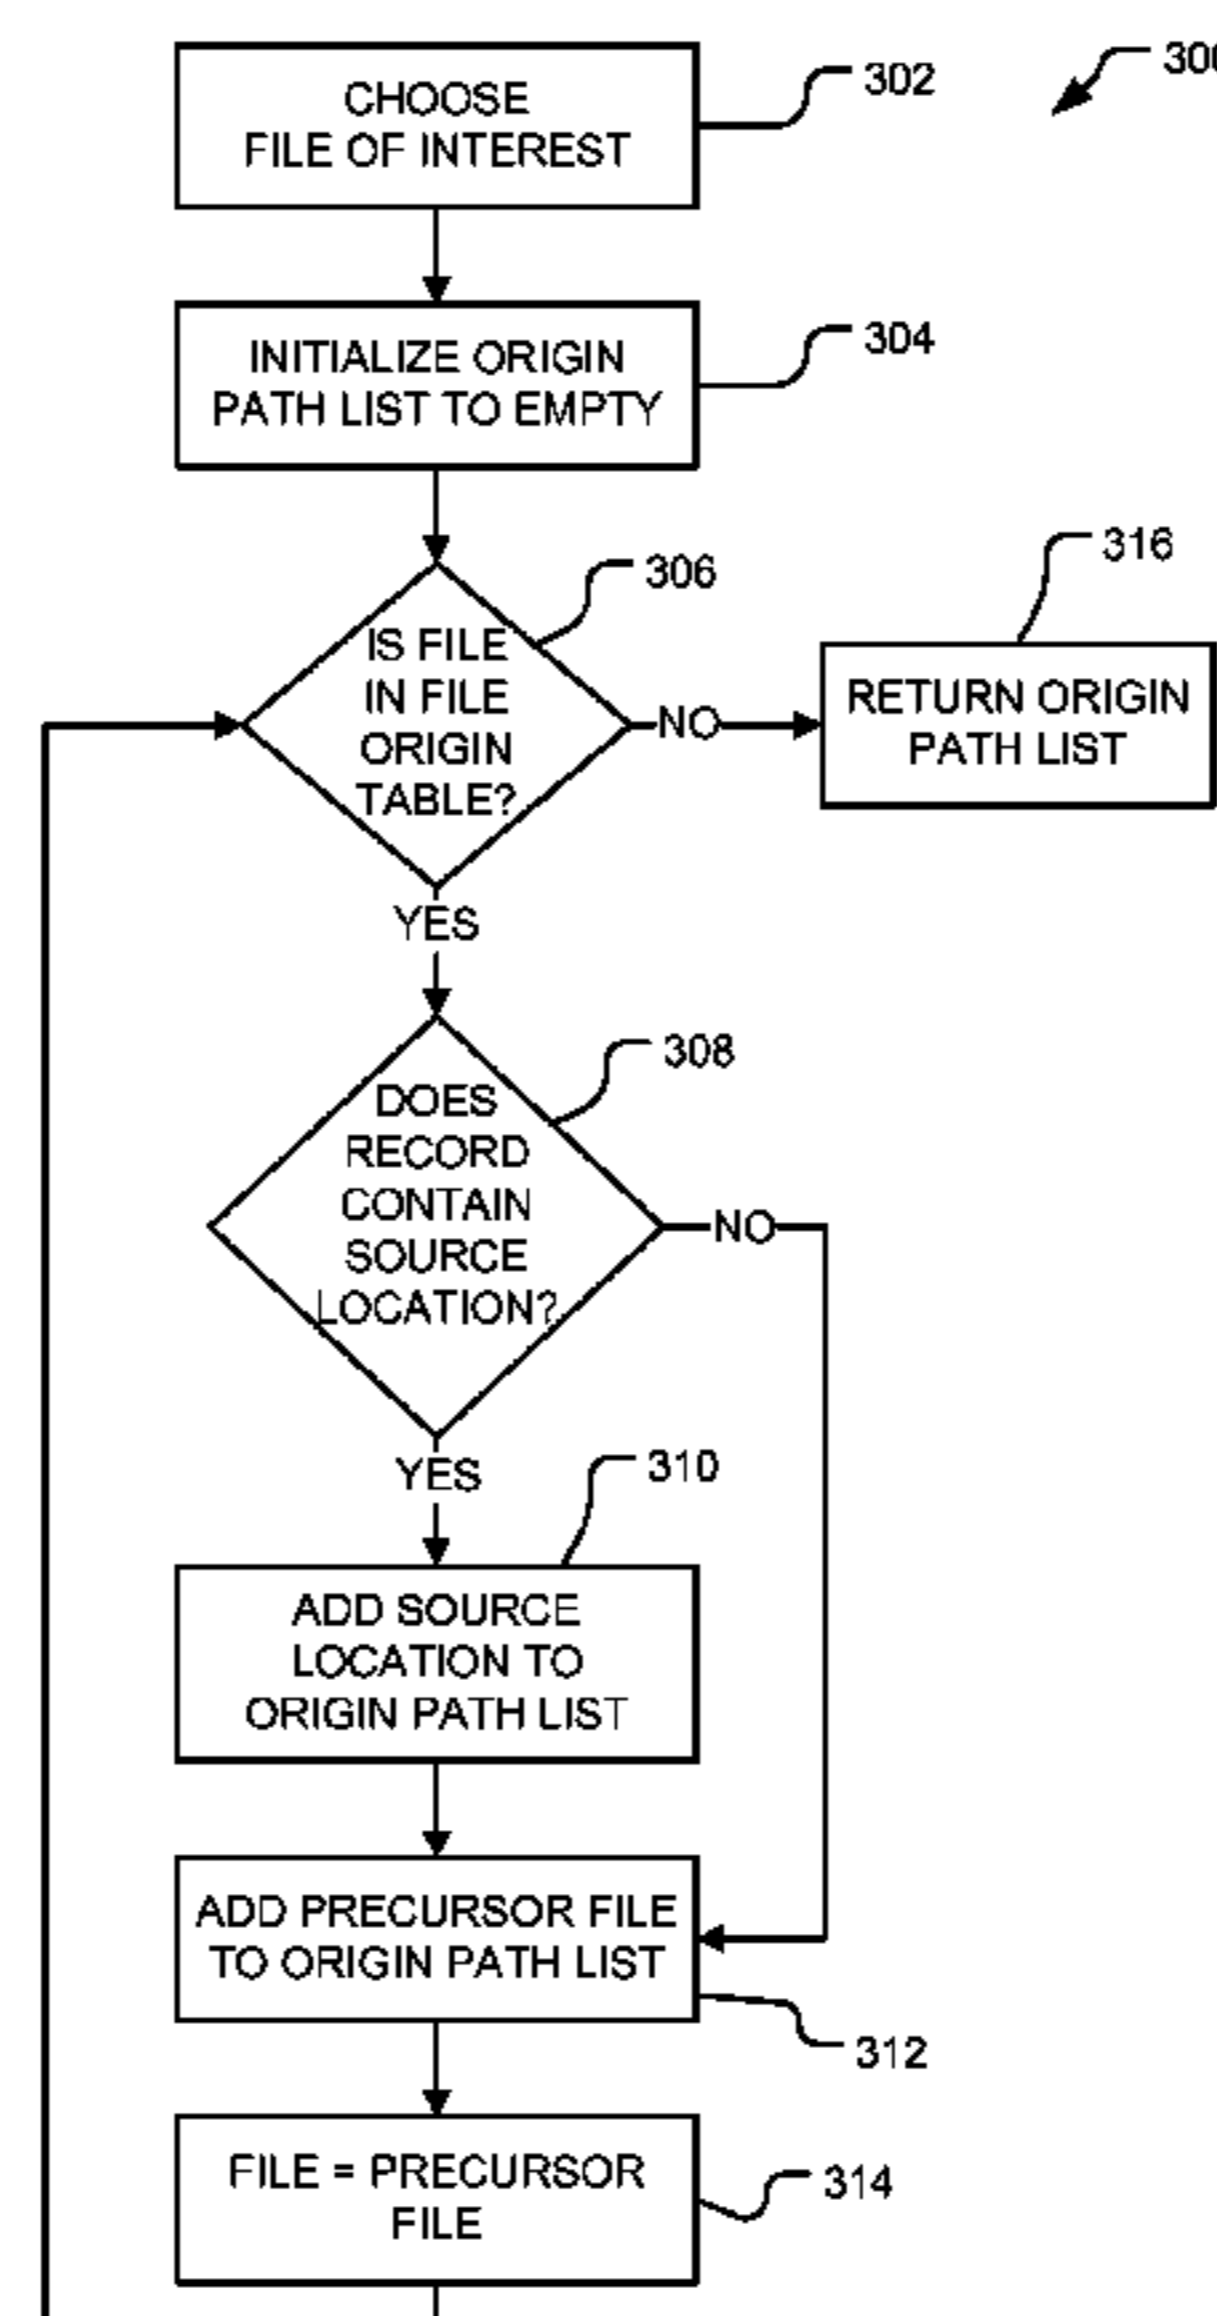 CHOOSE
FILE OF INTEREST
302
INITIALIZE ORIGIN
PATH LIST TO EMPTY
304
IS FILE
IN FILE
ORIGIN
TABLE?
306
NO
316
RETURN ORIGIN
PATH LIST
YES
DOES
RECORD
CONTAIN
SOURCE
LOCATION?
308
NO
YES
310
ADD SOURCE
LOCATION TO
ORIGIN PATH LIST
ADD PRECURSOR FILE
TO ORIGIN PATH LIST
312
FILE = PRECURSOR
FILE
314